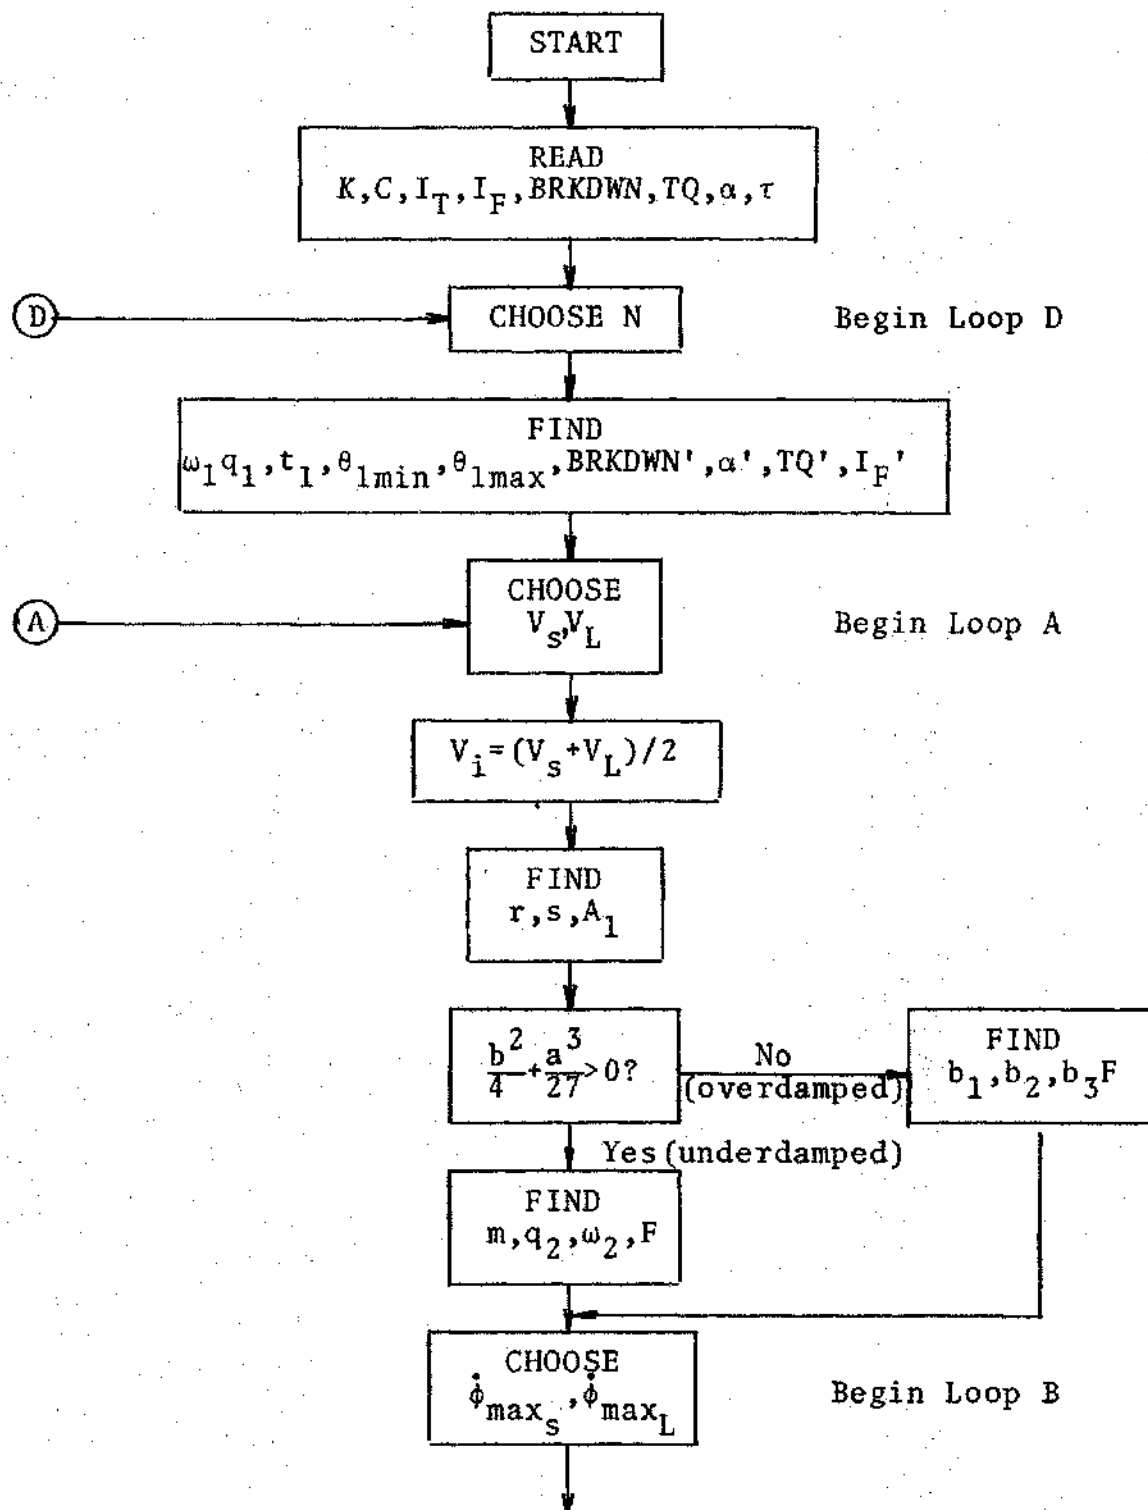 START
READ
K,C,I_T,I_F,BRKDWN,TQ,α,τ
D
CHOOSE N
Begin Loop D
FIND
ω_1q_1,t_1,θ_1min,θ_1max,BRKDWN',α',TQ',I_F'
A
CHOOSE
V_s,V_L
Begin Loop A
V_i=(V_s+V_L)/2
FIND
r,s,A_1
b^2/4+a^3/27>0?
No
(overdamped)
FIND
b_1,b_2,b_3F
Yes(underdamped)
FIND
m,q_2,ω_2,F
CHOOSE
φ̇_max_s,φ̇_max_L
Begin Loop B